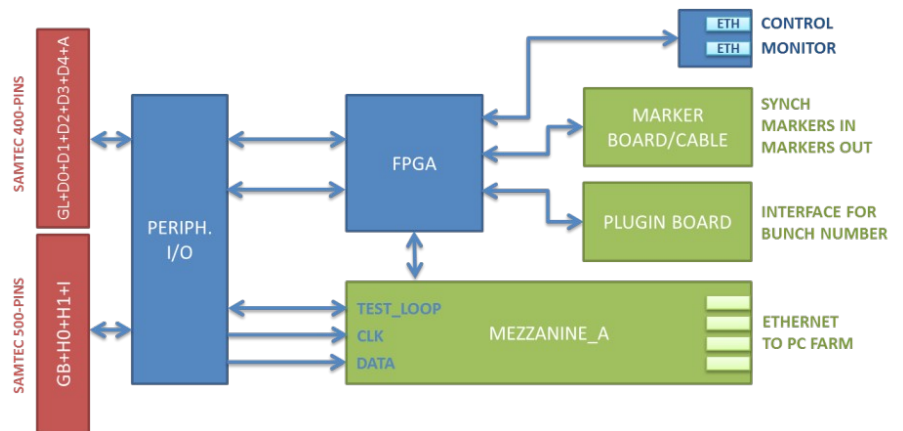 SAMTEC 400-PINS
GL+D0+D1+D2+D3+D4+A
SAMTEC 500-PINS
GB+H0+H1+I
PERIPH.
I/O
FPGA
ETH
CONTROL
ETH
MONITOR
MARKER
BOARD/CABLE
SYNCH
MARKERS IN
MARKERS OUT
PLUGIN BOARD
INTERFACE FOR
BUNCH NUMBER
TEST_LOOP
CLK
DATA
MEZZANINE_A
ETHERNET
TO PC FARM